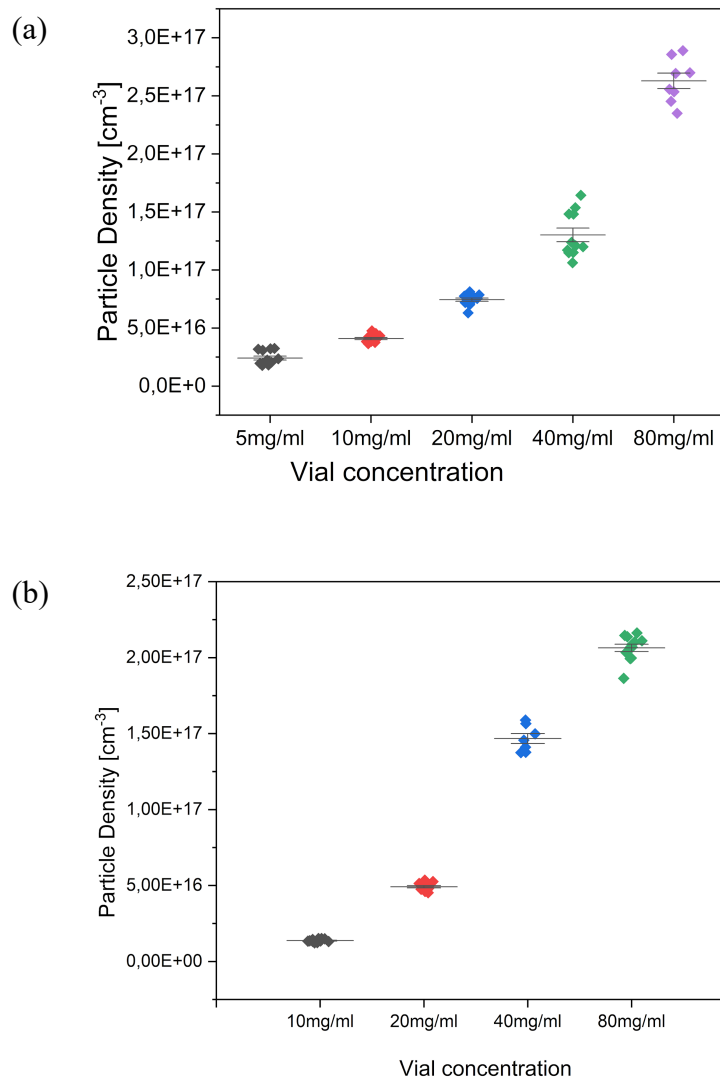 (a)
Particle Density [cm⁻³]
3,0E+17
2,5E+17
2,0E+17
1,5E+17
1,0E+17
5,0E+16
0,0E+0
5mg/ml 10mg/ml 20mg/ml 40mg/ml 80mg/ml
Vial concentration
(b)
Particle Density [cm⁻³]
2,50E+17
2,00E+17
1,50E+17
1,00E+17
5,00E+16
0,00E+00
10mg/ml 20mg/ml 40mg/ml 80mg/ml
Vial concentration